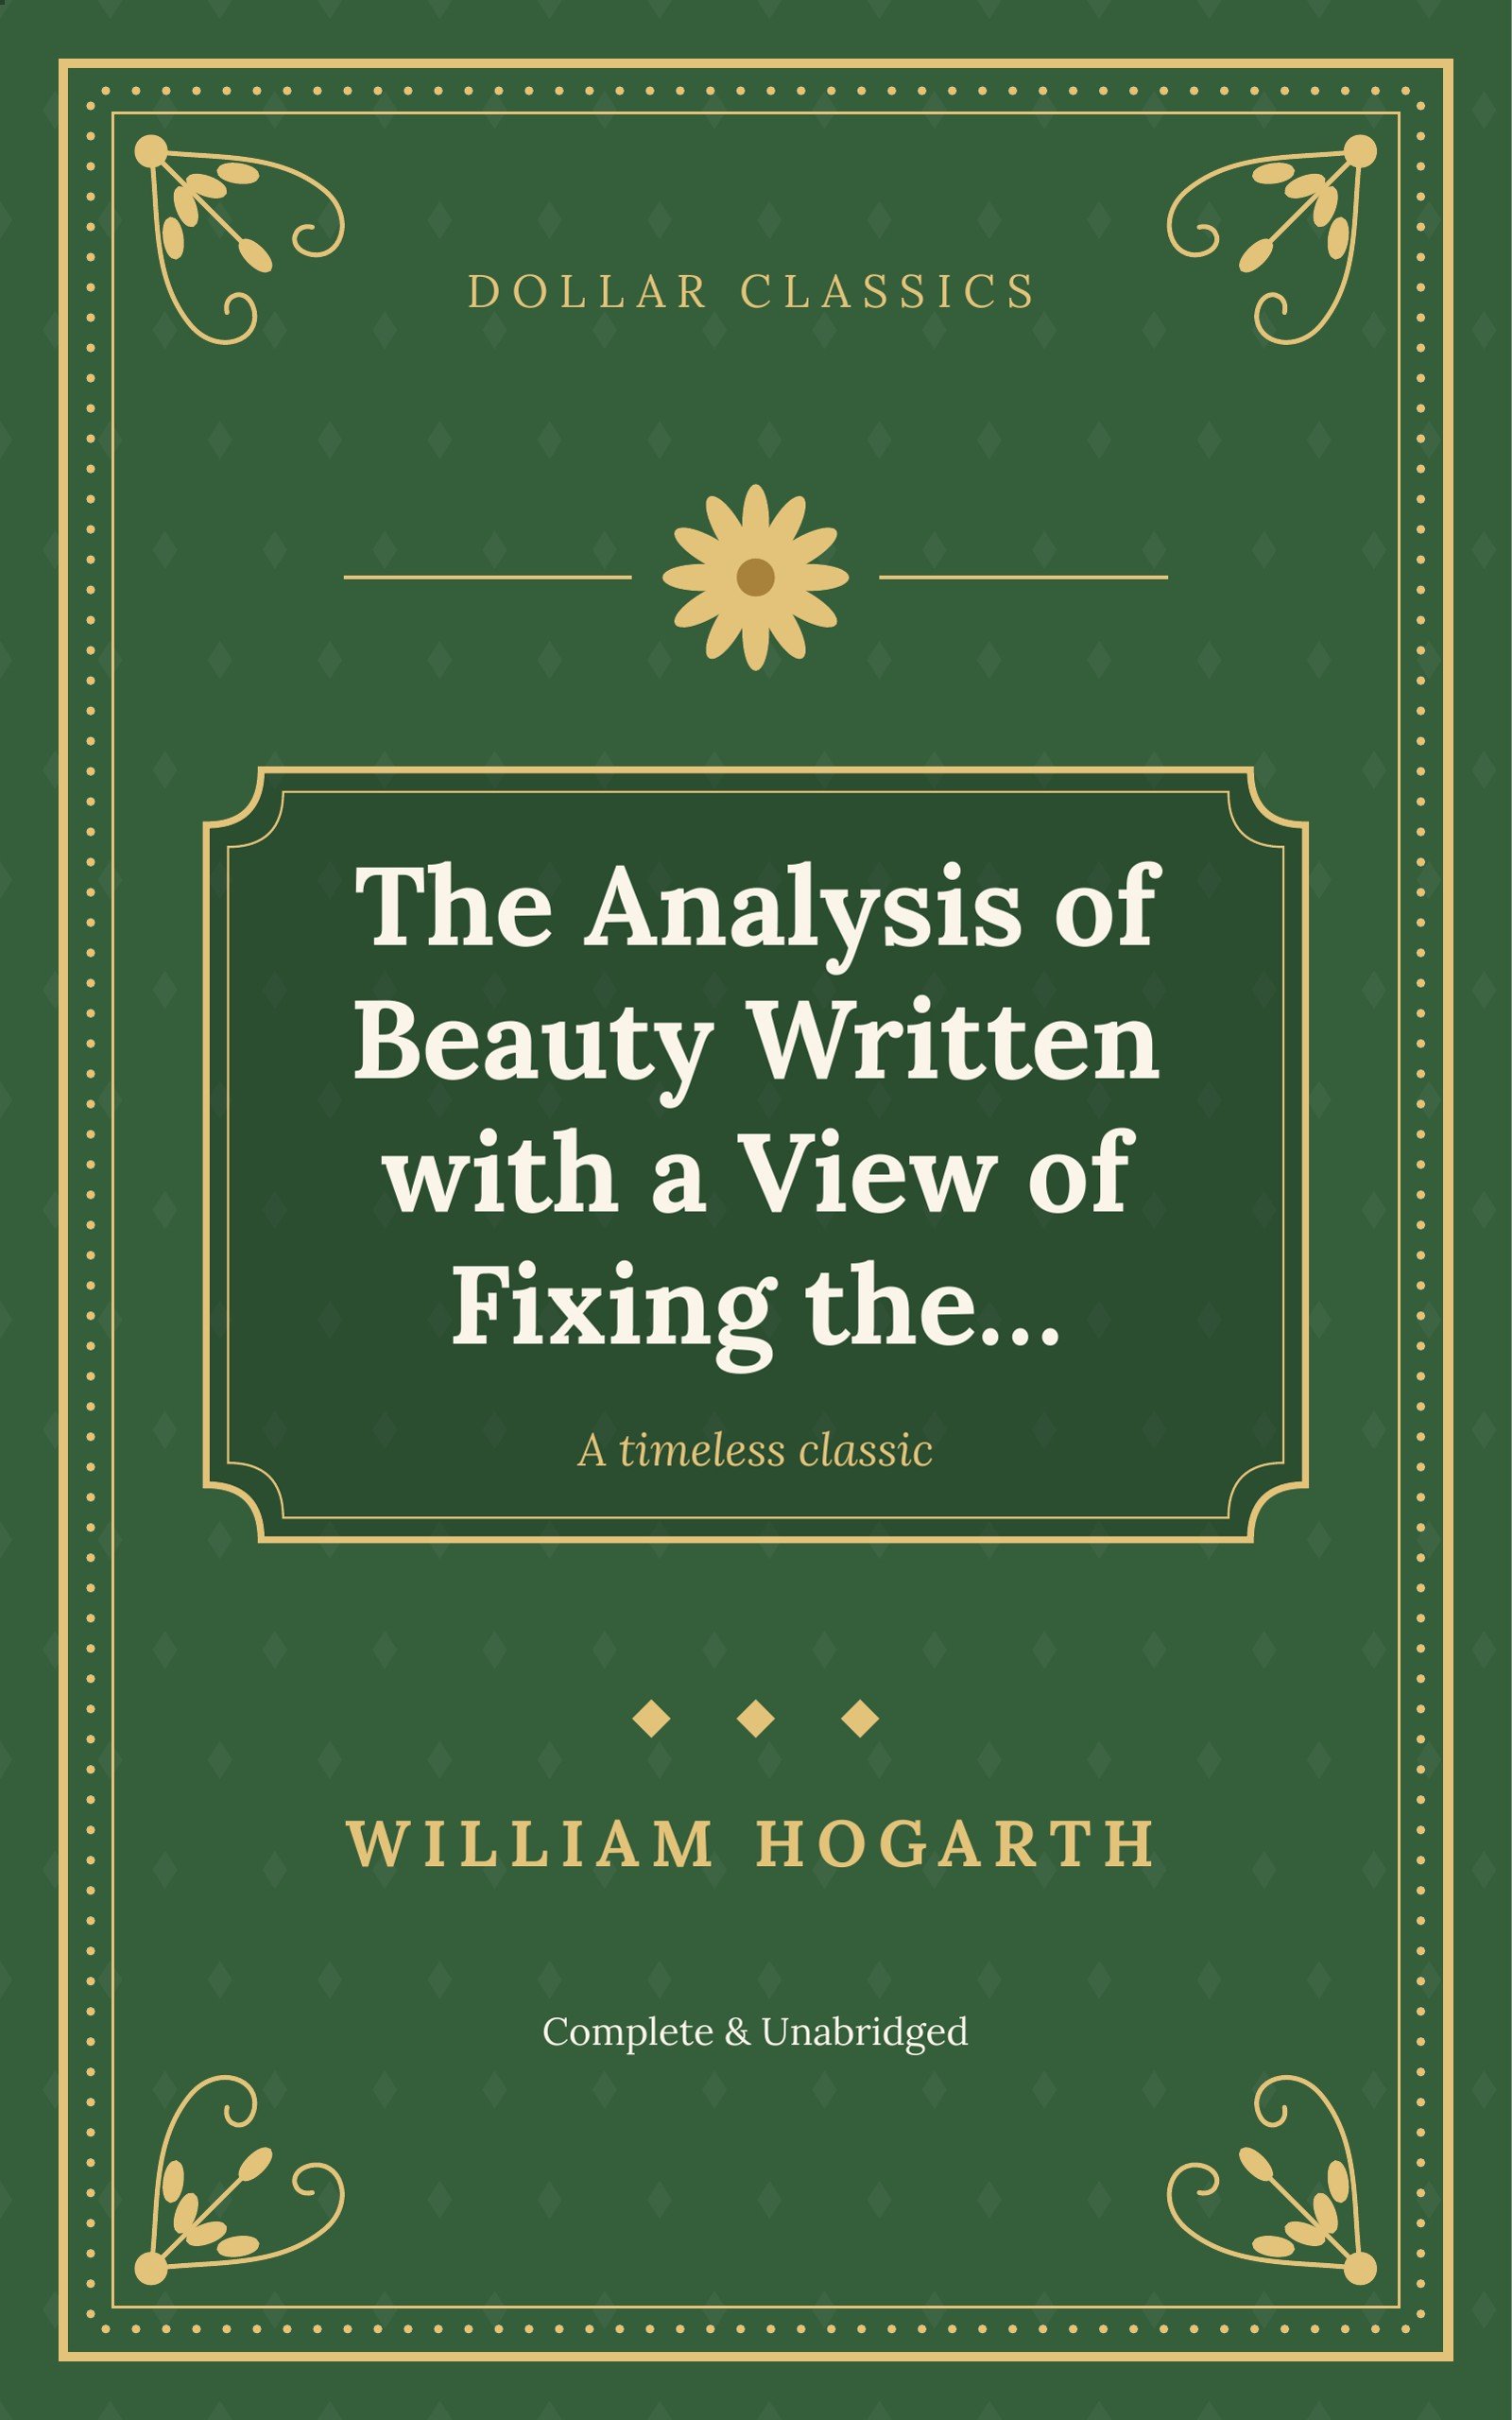 DOLLAR CLASSICS
The Analysis of
Beauty Written
with a View of
Fixing the...
A timeless classic
WILLIAM HOGARTH
Complete & Unabridged